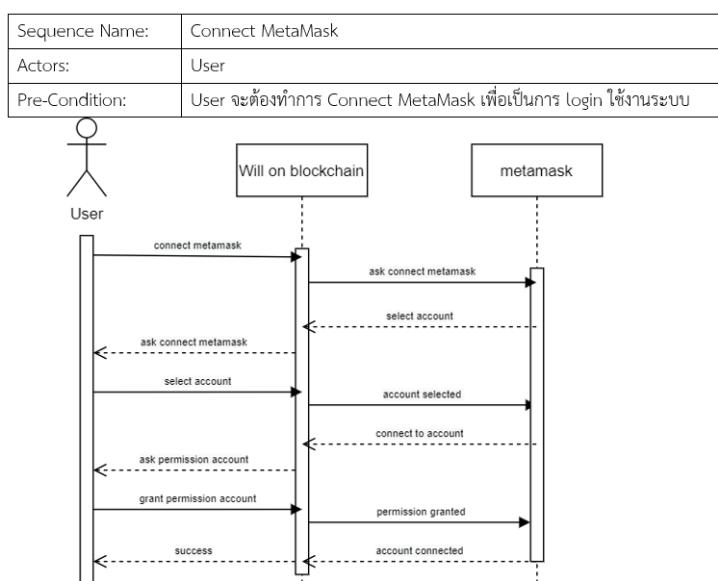 Sequence Name: Connect MetaMask
Actors: User
Pre-Condition: User จะต้องทำการ Connect MetaMask เพื่อเป็นการ login ใช้งานระบบ
Will on blockchain
metamask
User
connect metamask
ask connect metamask
select account
ask connect metamask
select account
account selected
connect to account
ask permission account
grant permission account
permission granted
success
account connected